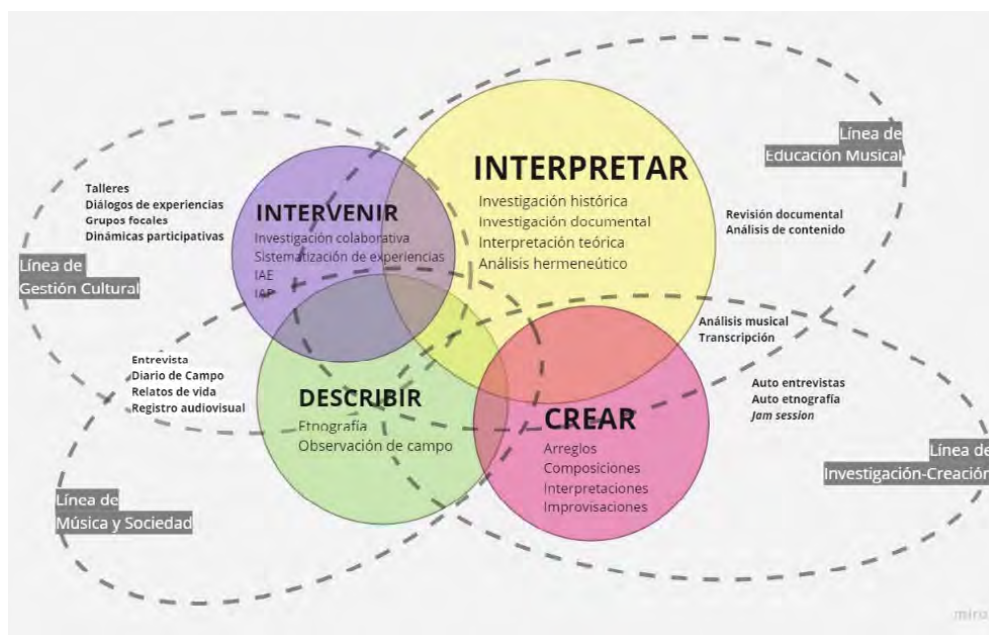 Línea de
Educación Musical
INTERPRETAR
Investigación histórica
Investigación documental
Interpretación teórica
Análisis hermeneútico
Revisión documental
Análisis de contenido
Talleres
Diálogos de experiencias
Grupos focales
Dinámicas participativas
INTERVENIR
Investigación colaborativa
Sistematización de experiencias
IAE
IAP
Línea de
Gestión Cultural
Análisis musical
Transcripción
Entrevista
Diario de Campo
Relatos de vida
Registro audiovisual
DESCRIBIR
Etnografía
Observación de campo
CREAR
Arreglos
Composiciones
Interpretaciones
Improvisaciones
Auto entrevistas
Auto etnografía
Jam session
Línea de
Investigación-Creación
Línea de
Música y Sociedad
miro